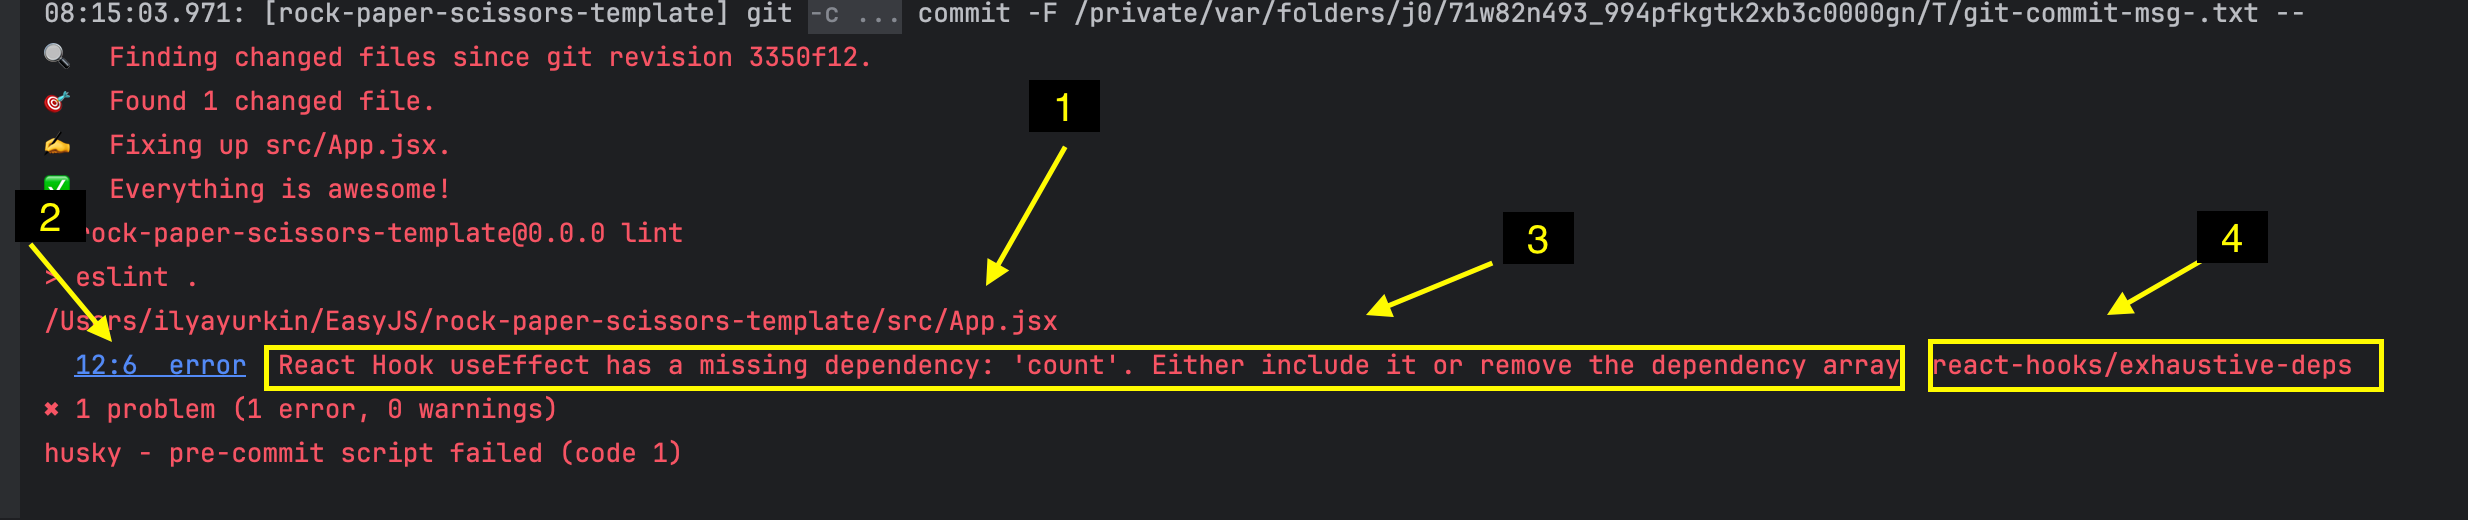 08:15:03.971: [rock-paper-scissors-template] git -c ... commit -F /private/var/folders/j0/71w82n493_994pfkgtk2xb3c0000gn/T/git-commit-msg-.txt --
Finding changed files since git revision 3350f12.
Found 1 changed file.
1
Fixing up src/App.jsx.
Everything is awesome!
2
rock-paper-scissors-template@0.0.0 lint
3
4
> eslint .
/Users/ilyayurkin/EasyJS/rock-paper-scissors-template/src/App.jsx
12:6 error React Hook useEffect has a missing dependency: 'count'. Either include it or remove the dependency array react-hooks/exhaustive-deps
✖ 1 problem (1 error, 0 warnings)
husky - pre-commit script failed (code 1)